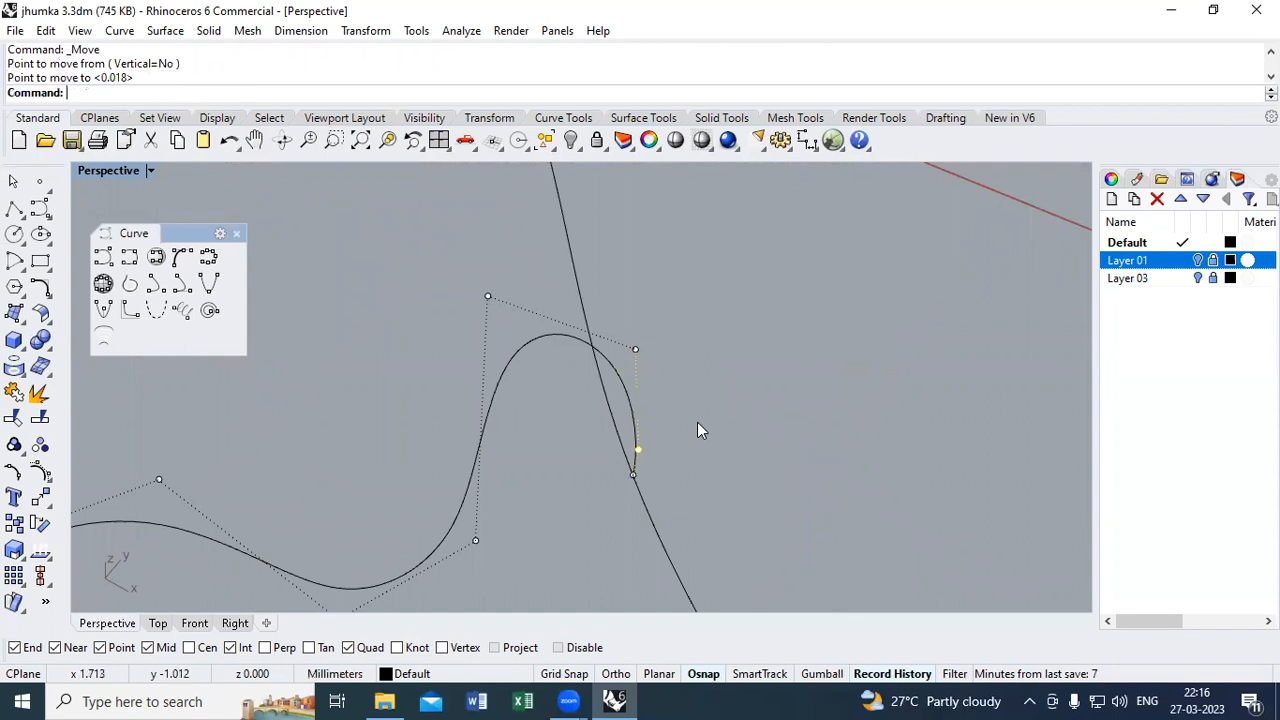 jhumka 3.3dm (745 KB) - Rhinoceros 6 Commercial - [Perspective]
File Edit View Curve Surface Solid Mesh Dimension Transform Tools Analyze Render Panels Help
Command: _Move
Point to move from ( Vertical=No )
Point to move to <0.018>
Command:
Standard CPlanes Set View Display Select Viewport Layout Visibility Transform Curve Tools Surface Tools Solid Tools Mesh Tools Render Tools Drafting New in V6
Perspective
Curve
Name Materi
Default
Layer 01
Layer 03
z y
x
Perspective Top Front Right
End Near Point Mid Cen Int Perp Tan Quad Knot Vertex Project Disable
CPlane x 1.713 y -1.012 z 0.000 Millimeters Default Grid Snap Ortho Planar Osnap SmartTrack Gumball Record History Filter Minutes from last save: 7
Type here to search 27°C Partly cloudy ENG 22:16
27-03-2023